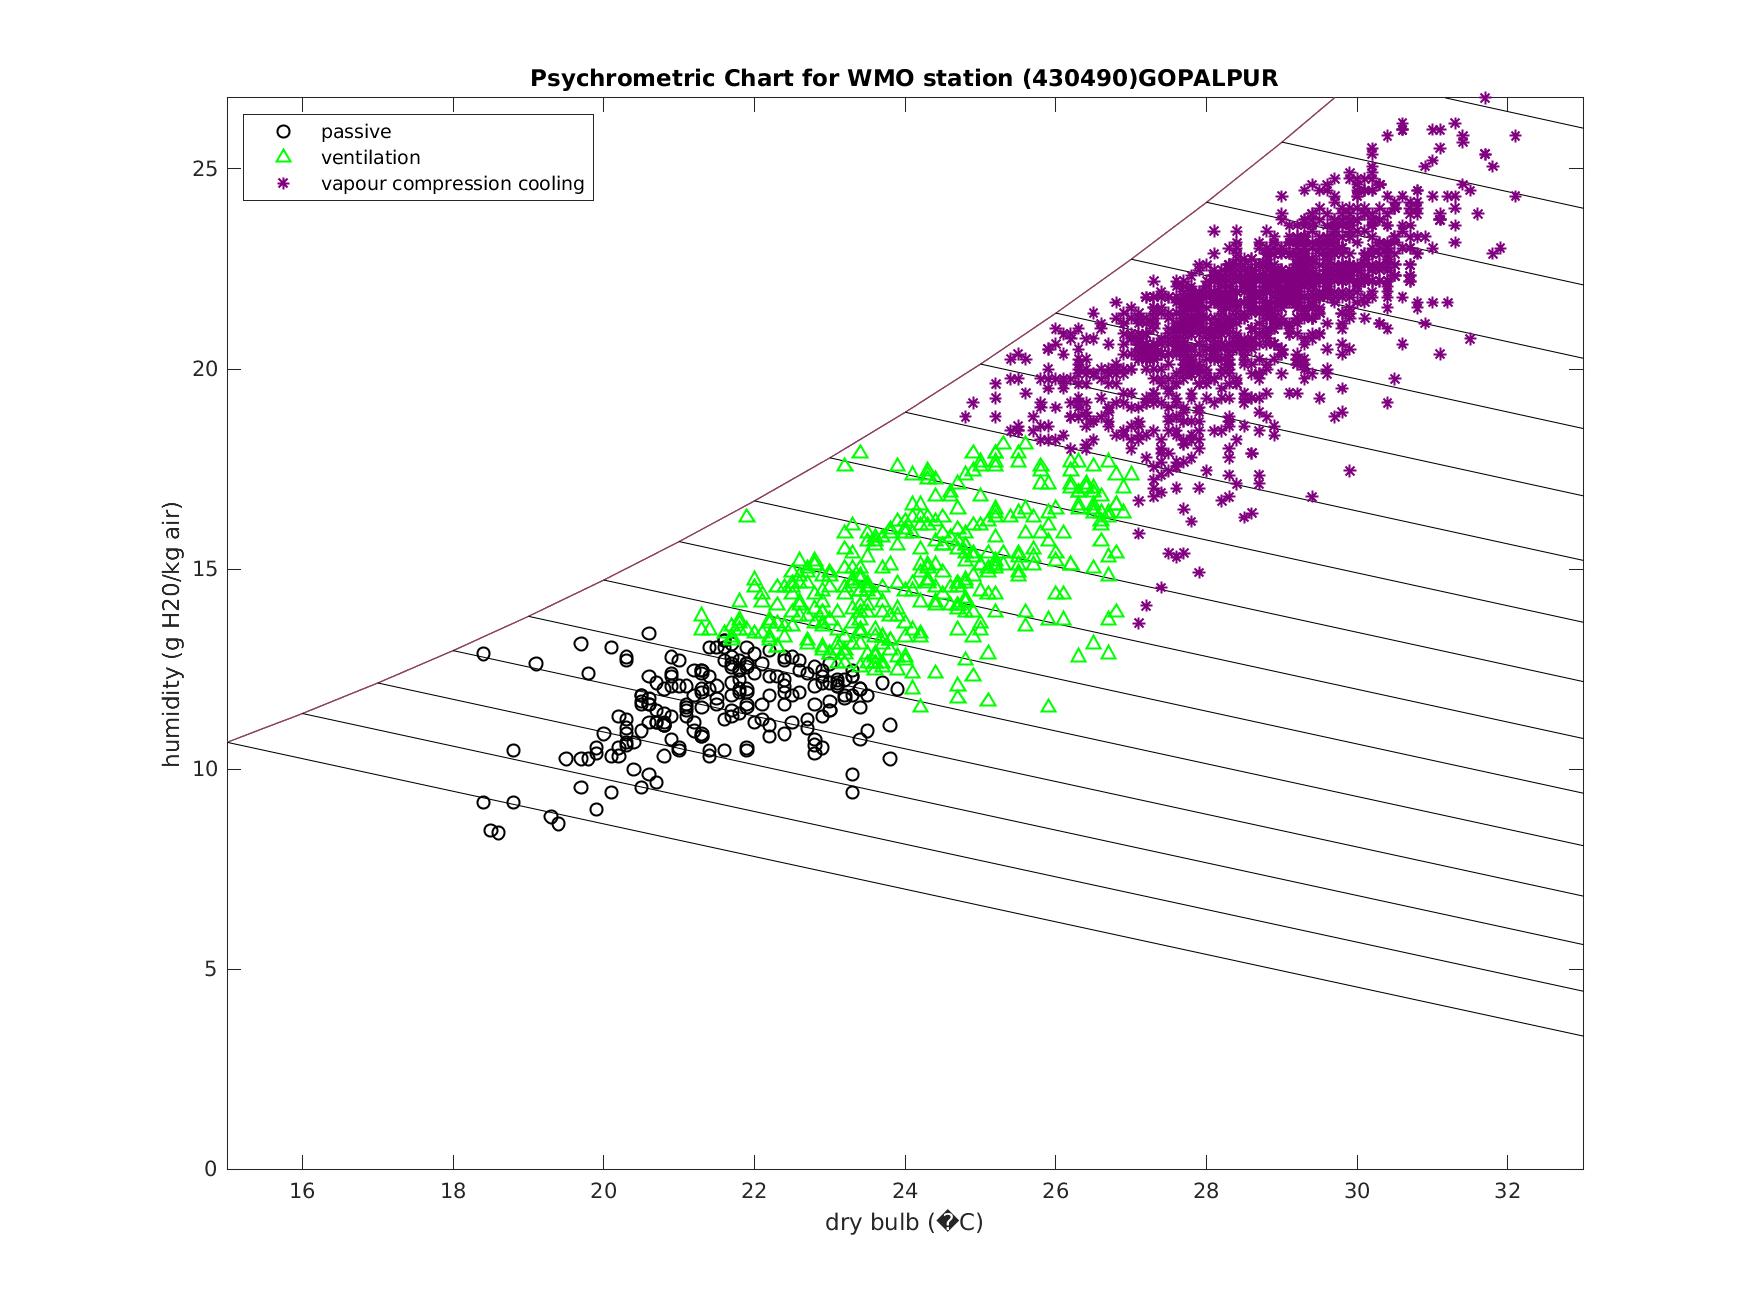 Psychrometric Chart for WMO station (430490)GOPALPUR
passive
ventilation
vapour compression cooling
humidity (g H20/kg air)
25
20
15
10
5
0
16 18 20 22 24 26 28 30 32
dry bulb (�C)